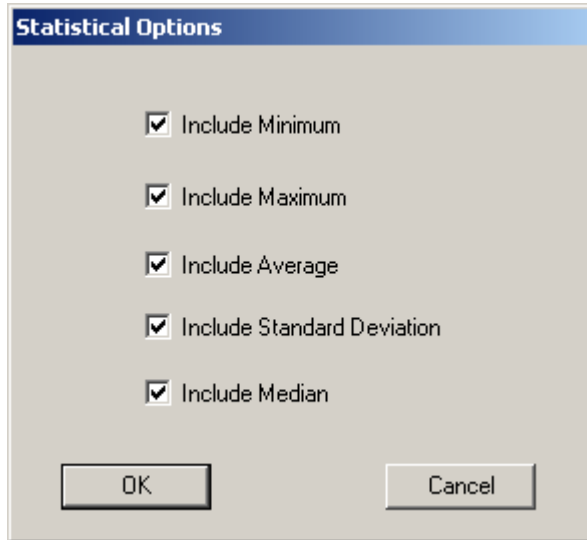 Statistical Options
Include Minimum
Include Maximum
Include Average
Include Standard Deviation
Include Median
OK
Cancel